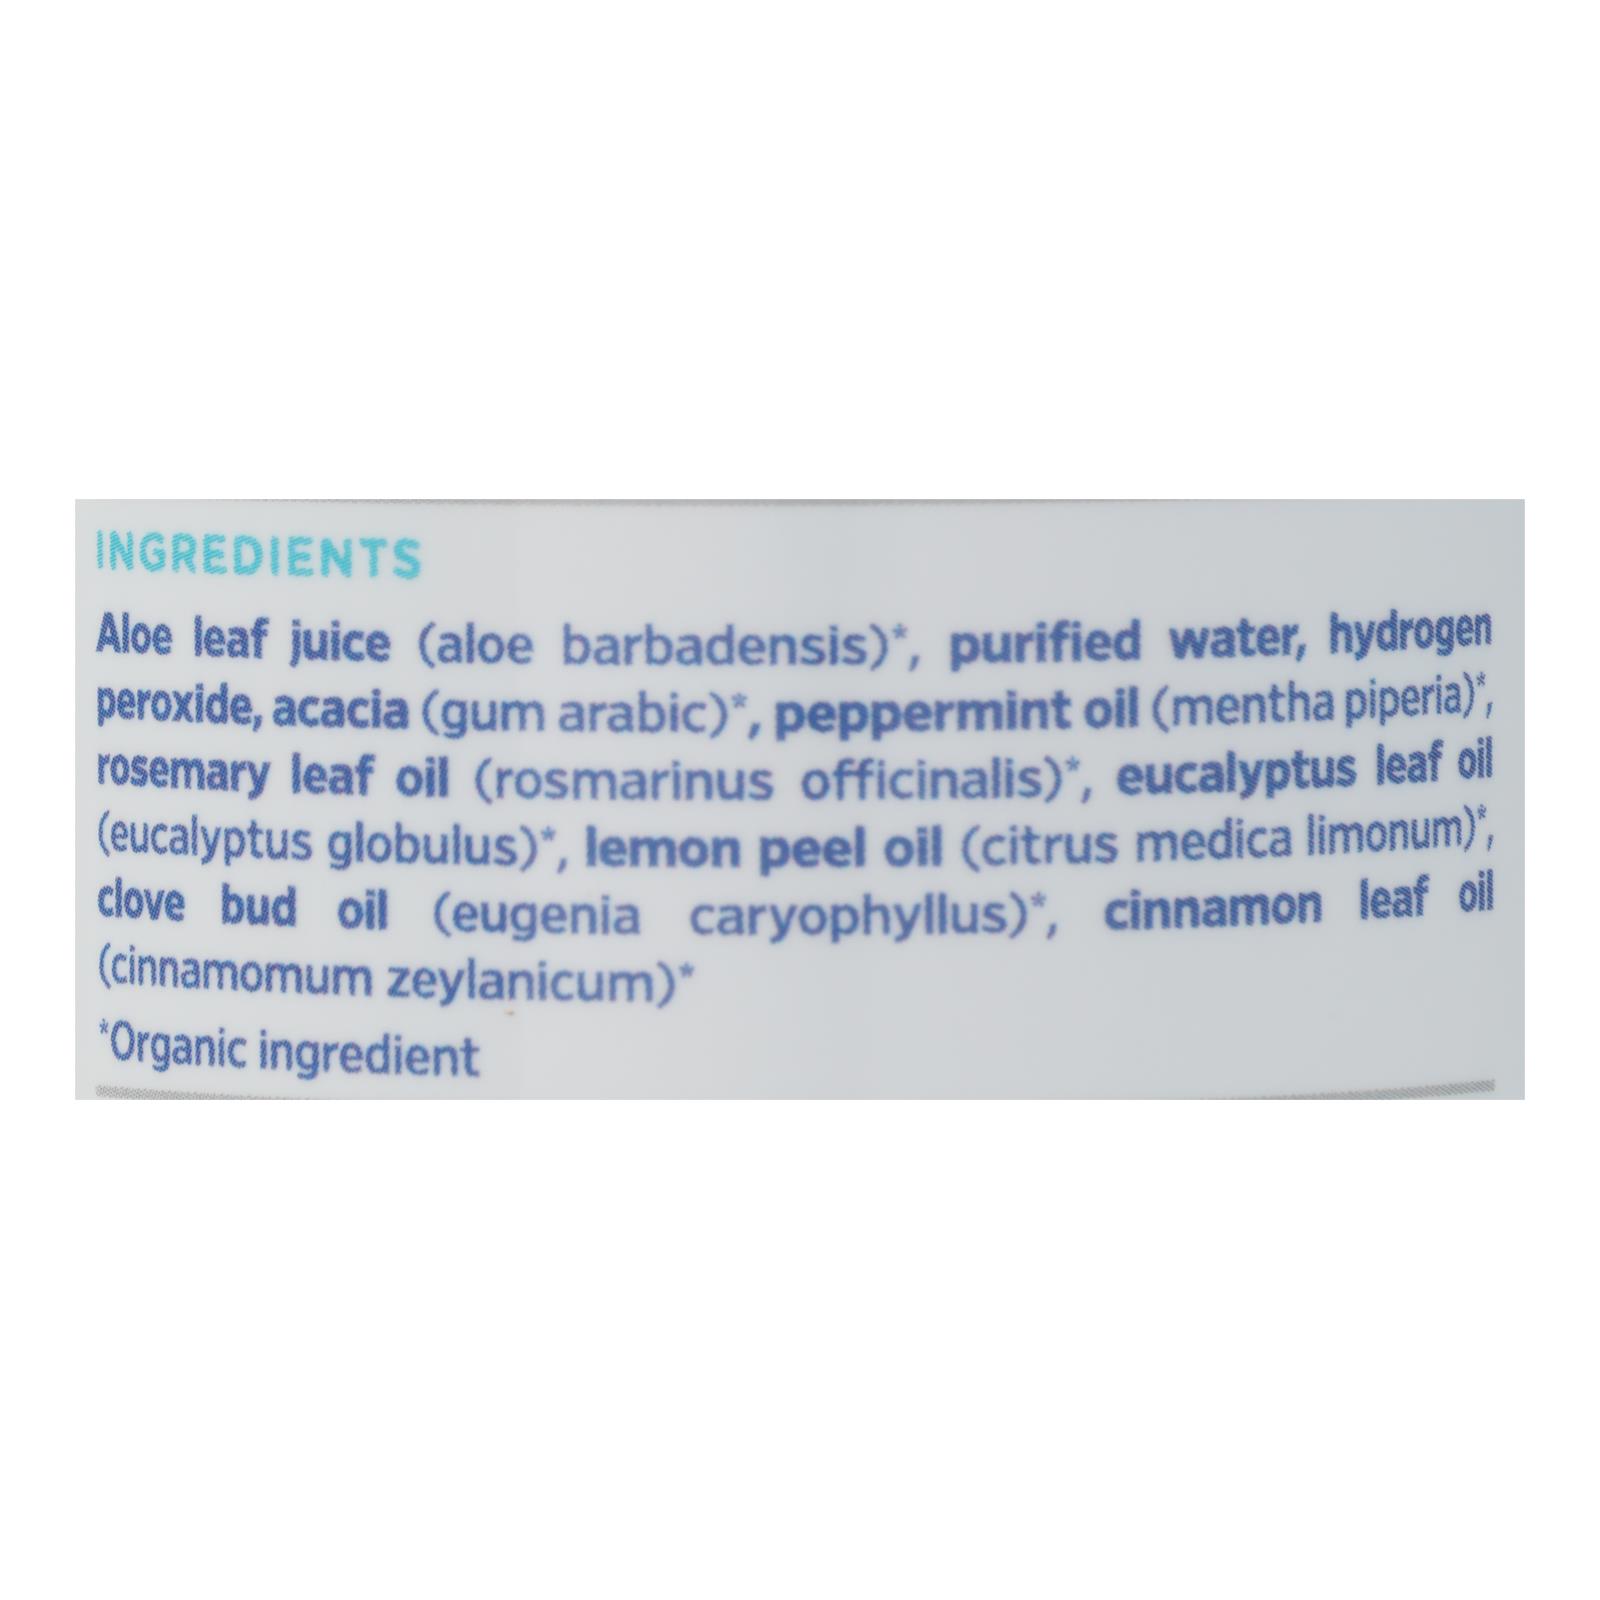 INGREDIENTS
Aloe leaf juice (aloe barbadensis)*, purified water, hydrogen
peroxide, acacia (gum arabic)*, peppermint oil (mentha piperia)*,
rosemary leaf oil (rosmarinus officinalis)*, eucalyptus leaf oil
(eucalyptus globulus)*, lemon peel oil (citrus medica limonum)*,
clove bud oil (eugenia caryophyllus)*, cinnamon leaf oil
(cinnamomum zeylanicum)*
*Organic ingredient